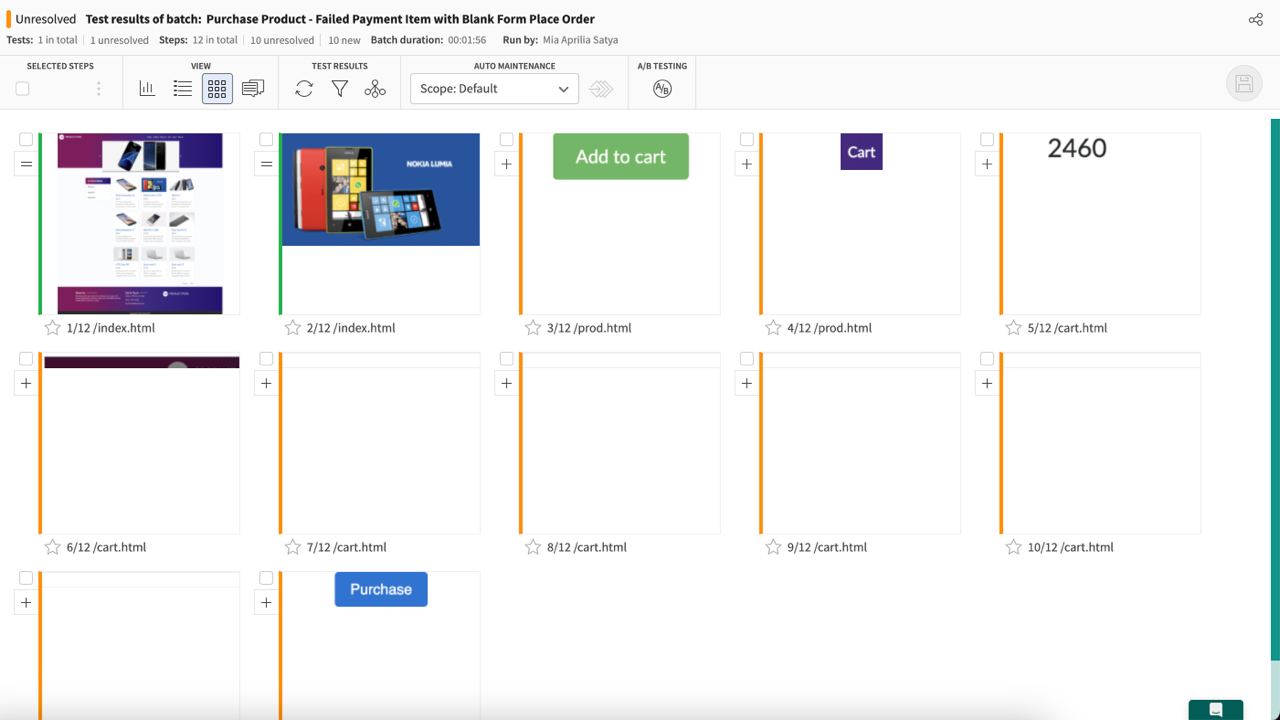 Unresolved Test results of batch: Purchase Product - Failed Payment Item with Blank Form Place Order
Tests: 1 in total 1 unresolved Steps: 12 in total 10 unresolved 10 new Batch duration: 00:01:56 Run by: Mia Aprilia Satya
SELECTED STEPS VIEW TEST RESULTS AUTO MAINTENANCE A/B TESTING
Scope: Default A/B
NOKIA LUMIA Add to cart Cart 2460
1/12 /index.html 2/12 /index.html 3/12 /prod.html 4/12 /prod.html 5/12 /cart.html
6/12 /cart.html 7/12 /cart.html 8/12 /cart.html 9/12 /cart.html 10/12 /cart.html
Purchase